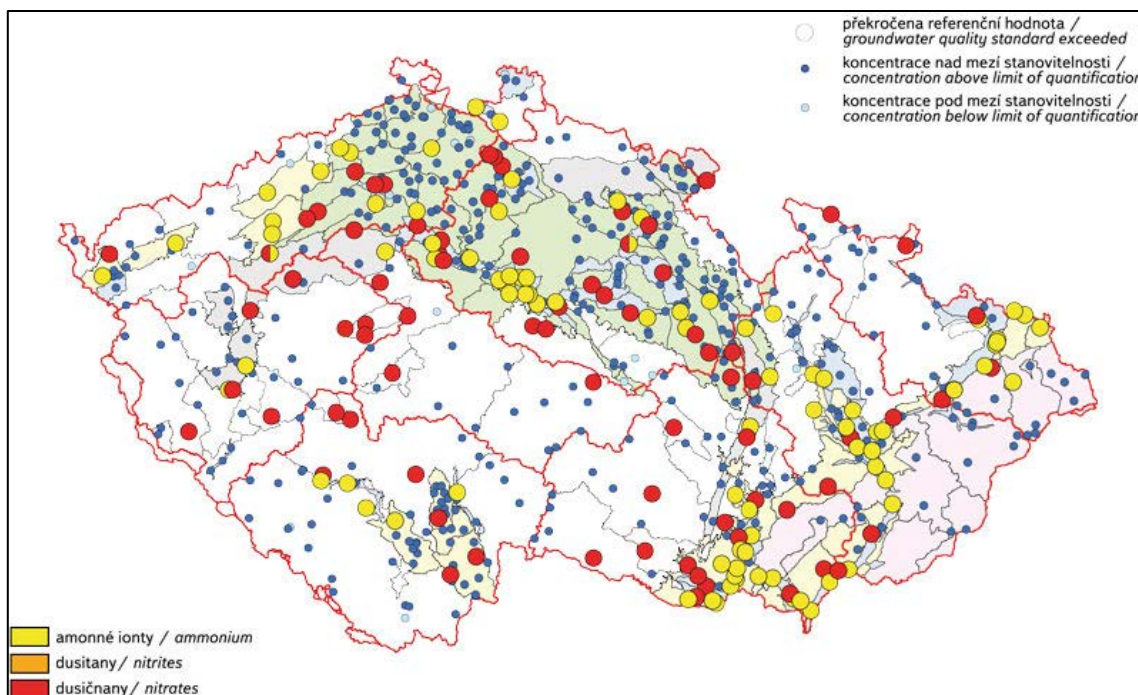 překročena referenční hodnota /
groundwater quality standard exceeded
koncentrace nad mezí stanovitelnosti /
concentration above limit of quantification
koncentrace pod mezí stanovitelnosti /
concentration below limit of quantification
amonné ionty / ammonium
dusitany / nitrites
dusičnany / nitrates